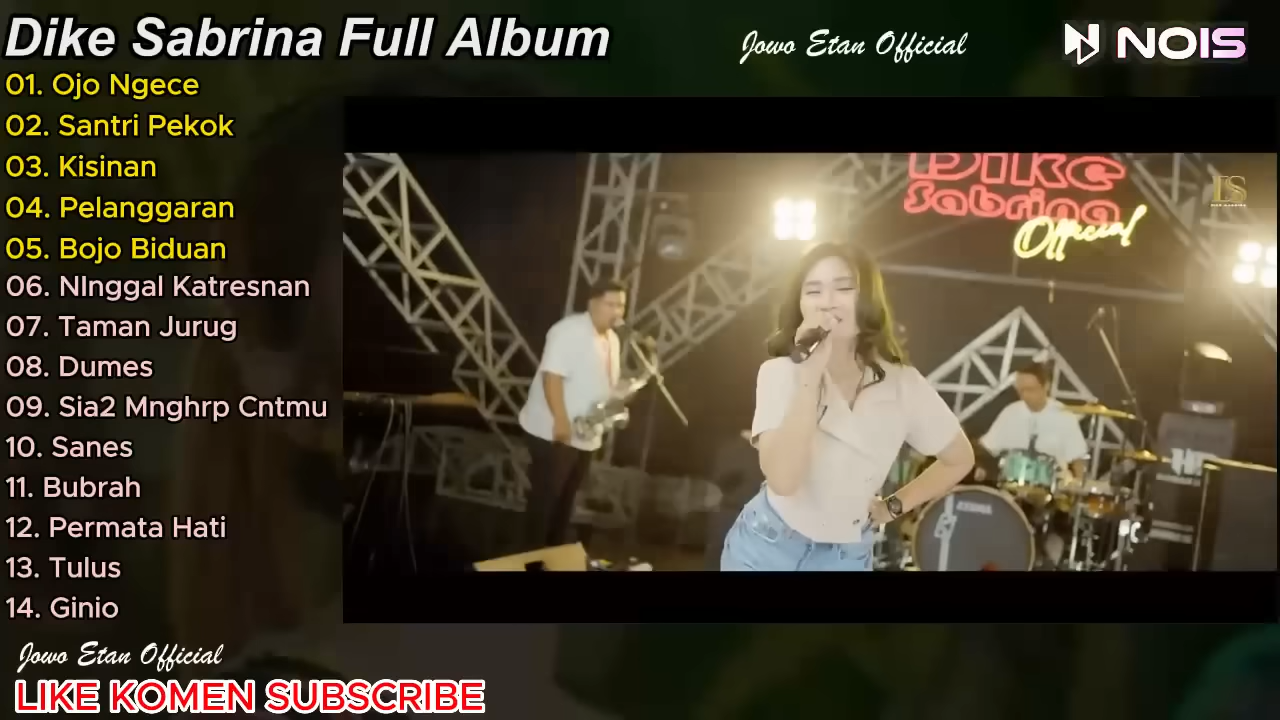 Dike Sabrina Full Album
Jowo Etan Official
NOIS
01. Ojo Ngece
02. Santri Pekok
03. Kisinan
04. Pelanggaran
05. Bojo Biduan
06. NInggal Katresnan
07. Taman Jurug
08. Dumes
09. Sia2 Mnghrp Cntmu
10. Sanes
11. Bubrah
12. Permata Hati
13. Tulus
14. Ginio
Dike
Sabrina
Official
DS
TAMA
Jowo Etan Official
LIKE KOMEN SUBSCRIBE